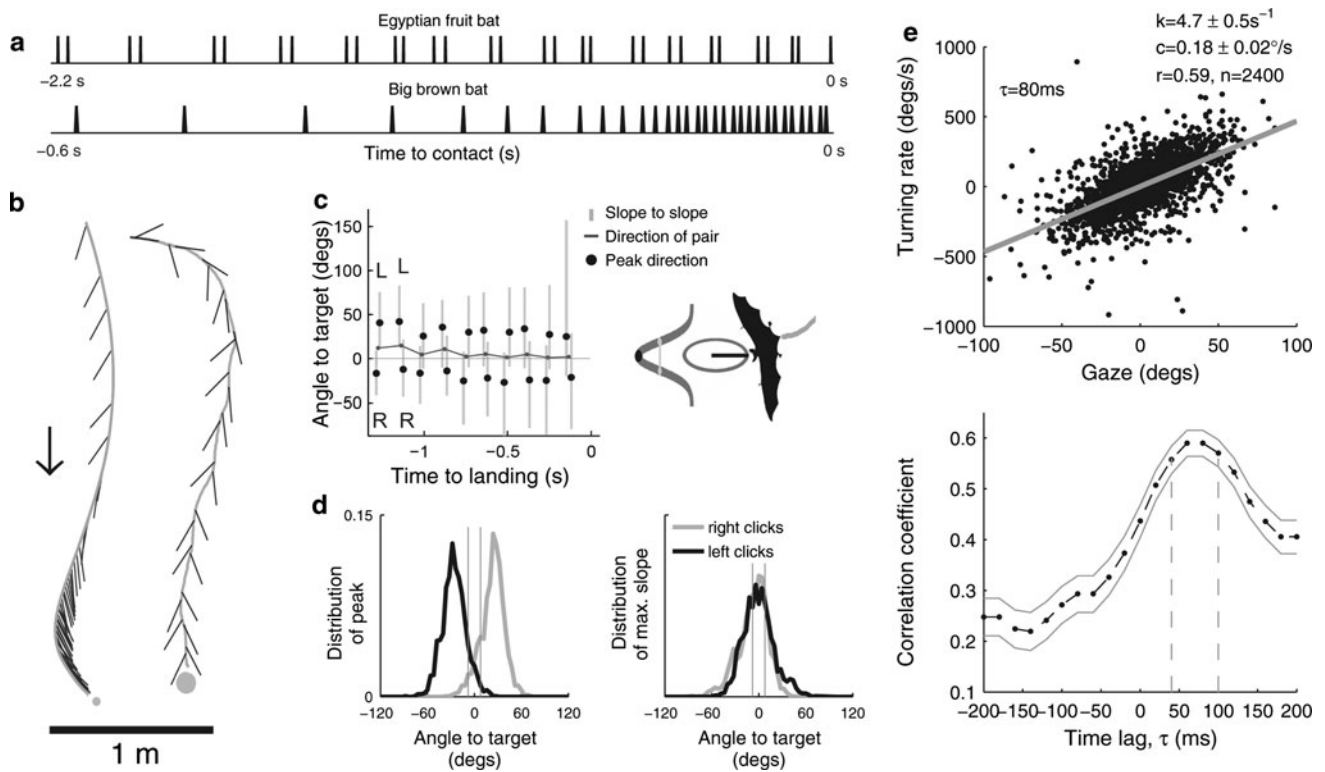 a
Egyptian fruit bat
−2.2 s
0 s
Big brown bat
−0.6 s
0 s
Time to contact (s)
b
1 m
c
Slope to slope
Direction of pair
Peak direction
Angle to target (degs)
150
100
50
0
−50
L L
R R
−1
−0.5
0
Time to landing (s)
d
0.15
0
Distribution
of peak
−120
−60
0
60
120
Angle to target
(degs)
right clicks
left clicks
Distribution
of max. slope
−120
−60
0
60
120
Angle to target
(degs)
e
k=4.7 ± 0.5s⁻¹
c=0.18 ± 0.02°/s
r=0.59, n=2400
τ=80ms
Turning rate (degs/s)
1000
500
0
−500
−1000
−100
−50
0
50
100
Gaze (degs)
Correlation coefficient
0.6
0.5
0.4
0.3
0.2
0.1
−200
−150
−100
−50
0
50
100
150
200
Time lag, τ (ms)